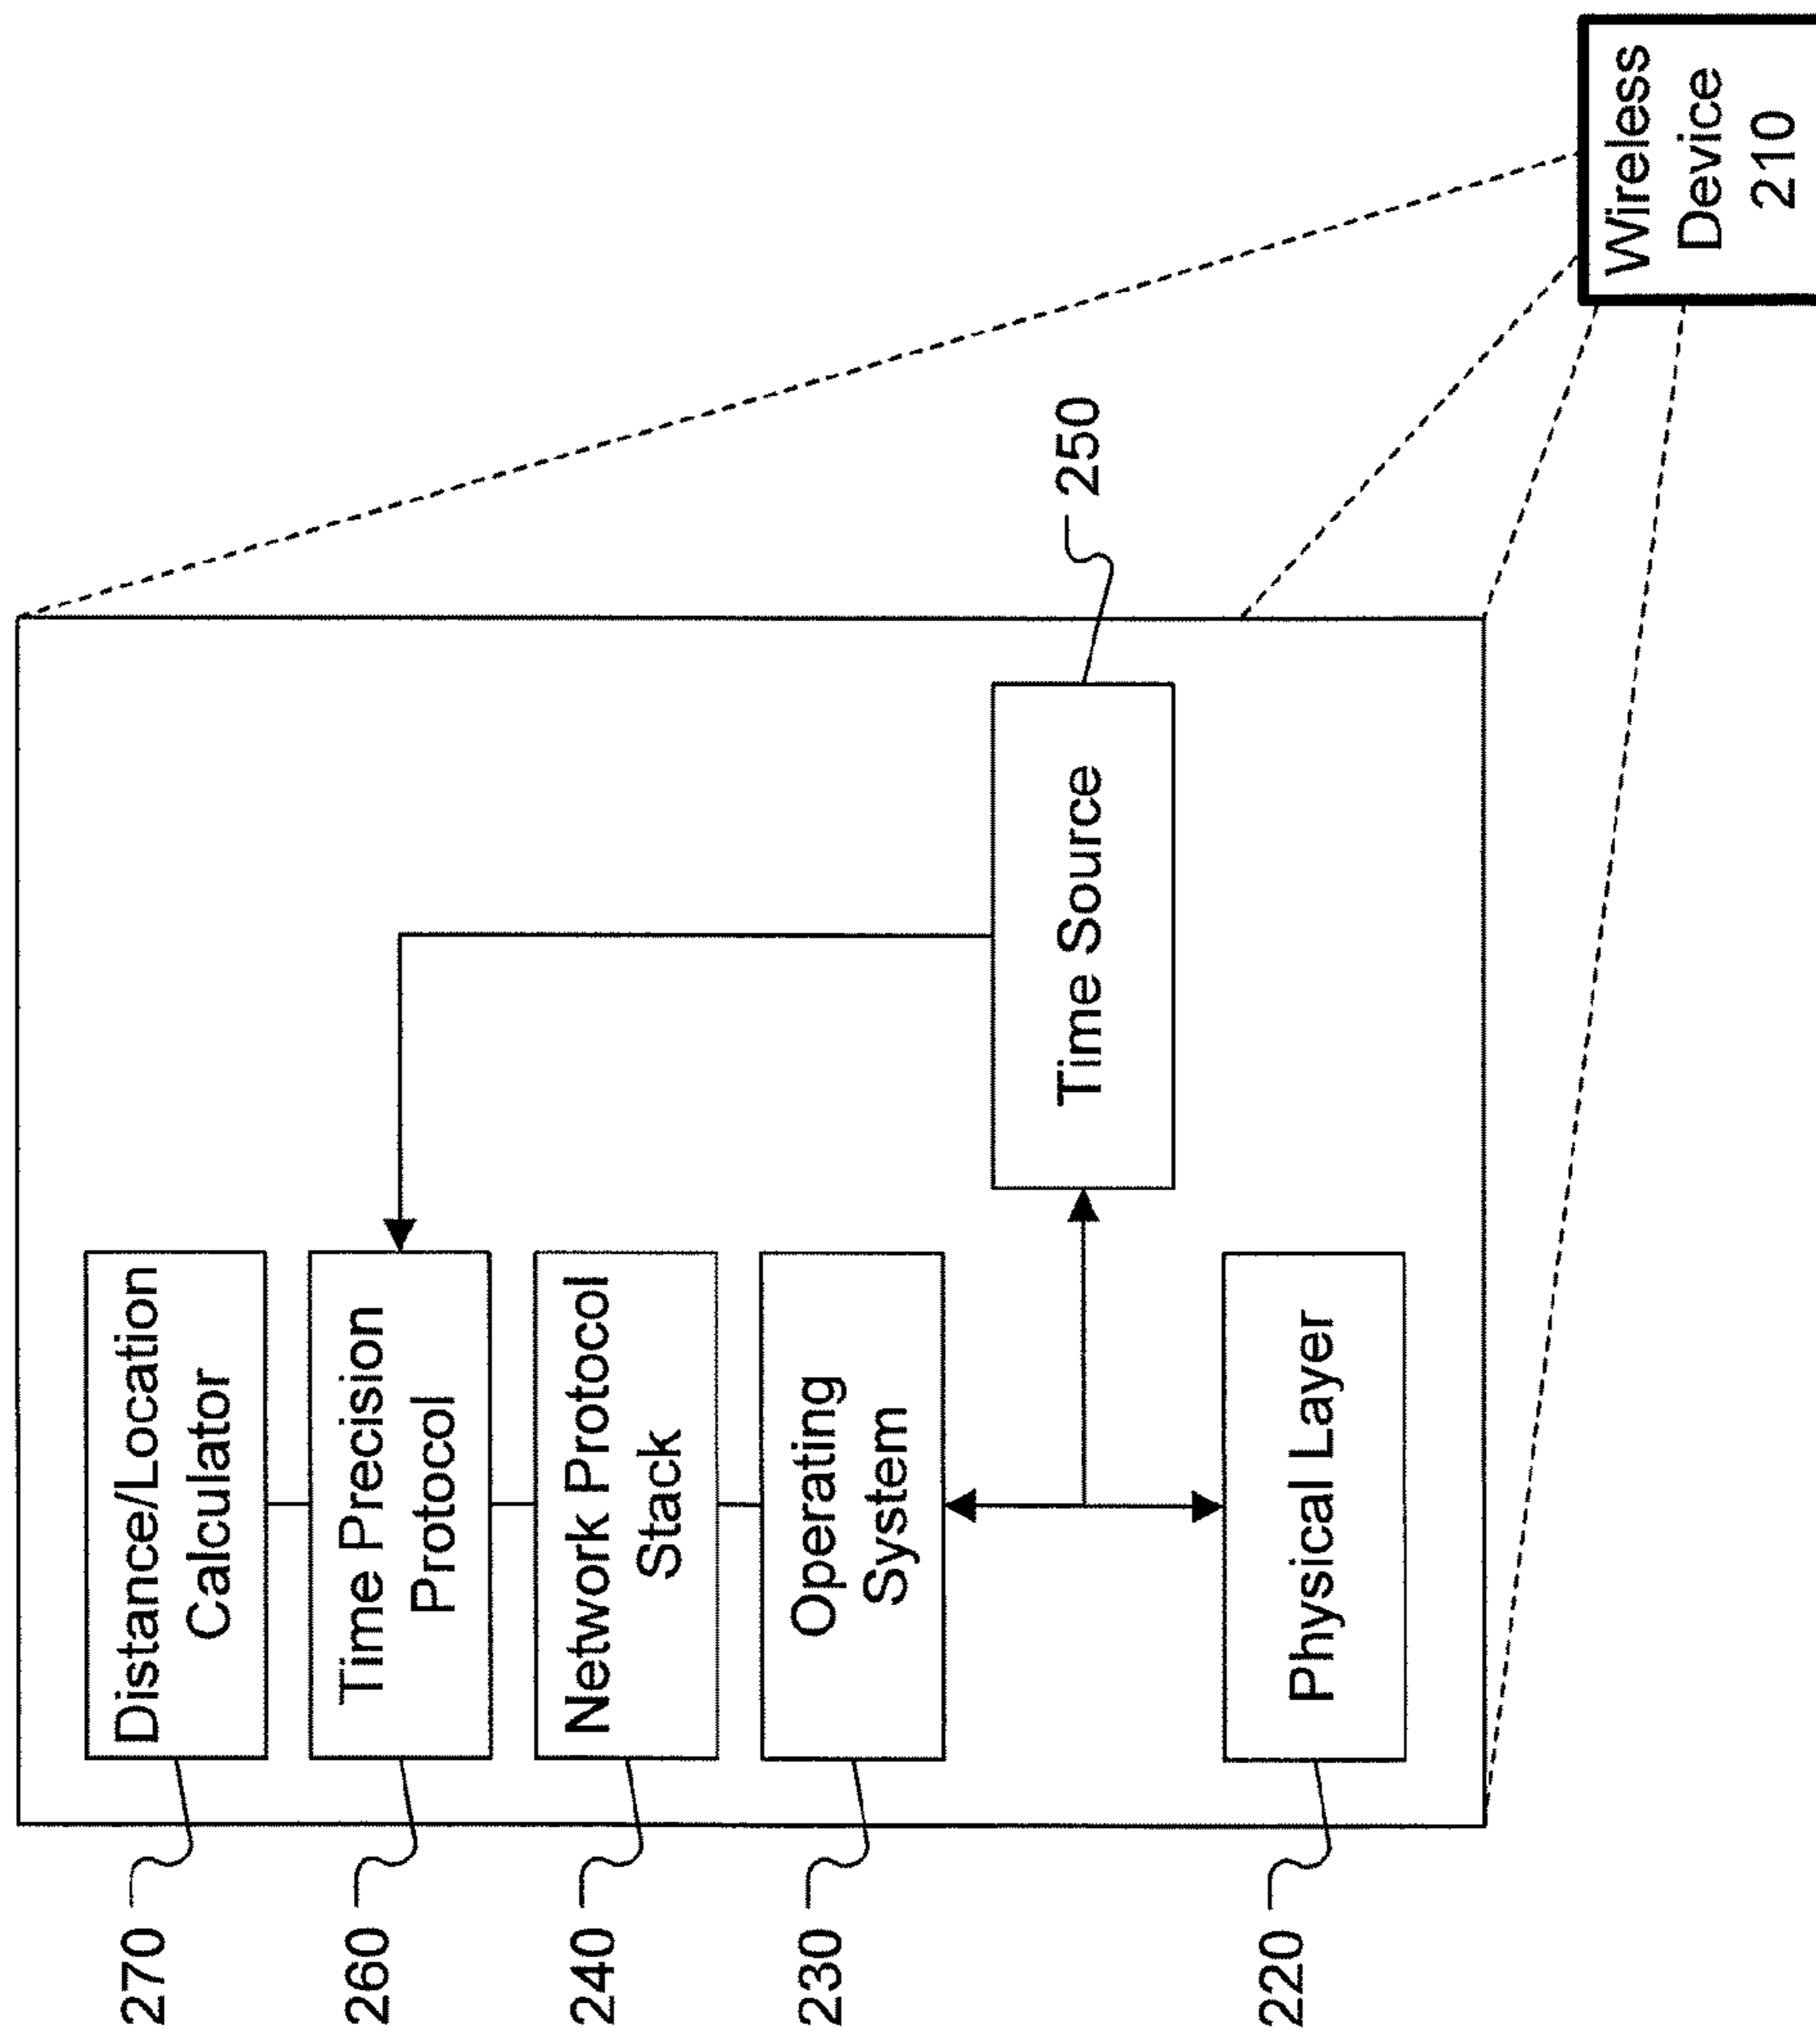 270
Distance/Location
Calculator
260
Time Precision
Protocol
240
Network Protocol
Stack
230
Operating
System
Time Source
250
220
Physical Layer
Wireless
Device
210